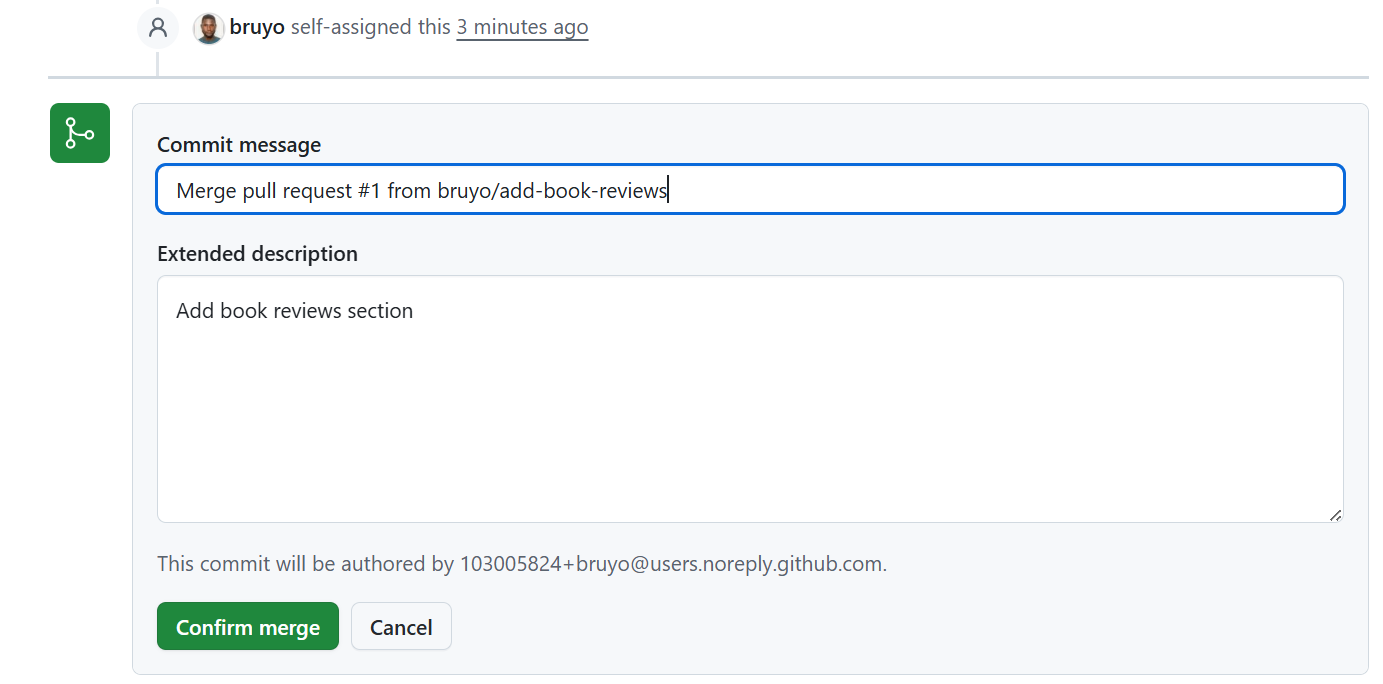 bruyo self-assigned this 3 minutes ago
Commit message
Merge pull request #1 from bruyo/add-book-reviews
Extended description
Add book reviews section
This commit will be authored by 103005824+bruyo@users.noreply.github.com.
Confirm merge
Cancel